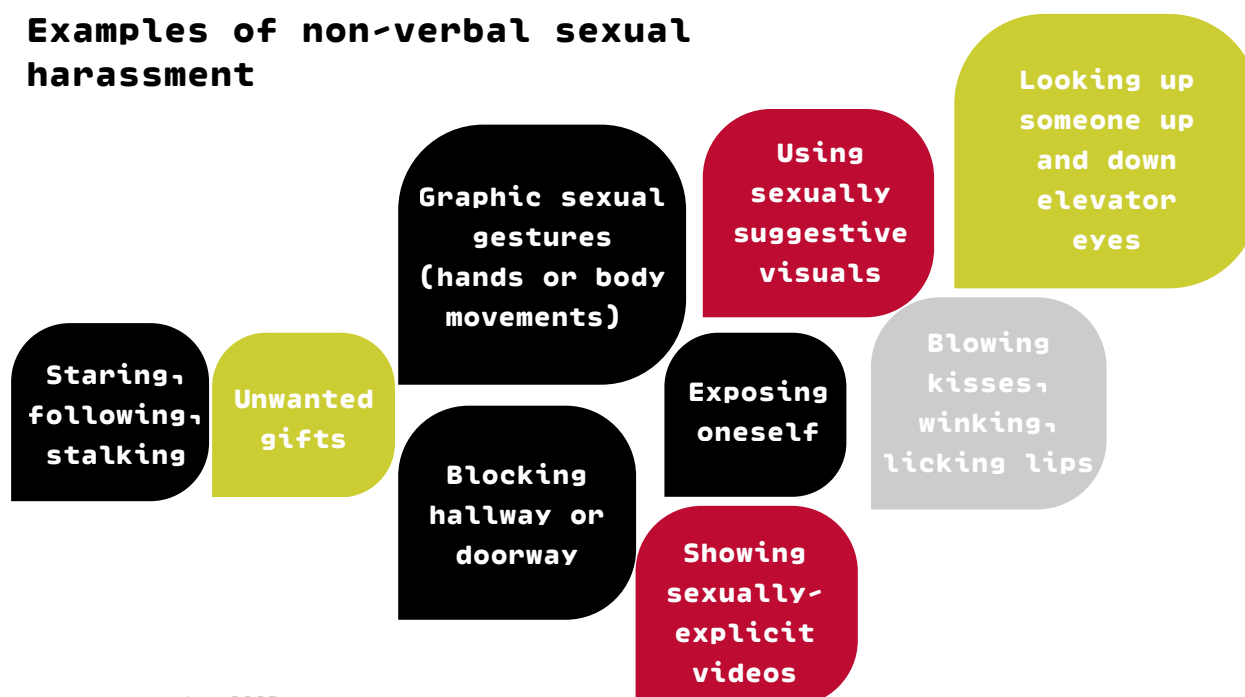 Examples of non-verbal sexual
harassment
Looking up
someone up
and down
elevator
eyes
Using
sexually
suggestive
visuals
Graphic sexual
gestures
(hands or body
movements)
Staring,
following,
stalking
Unwanted
gifts
Exposing
oneself
Blowing
kisses,
winking,
licking lips
Blocking
hallway or
doorway
Showing
sexually-
explicit
videos